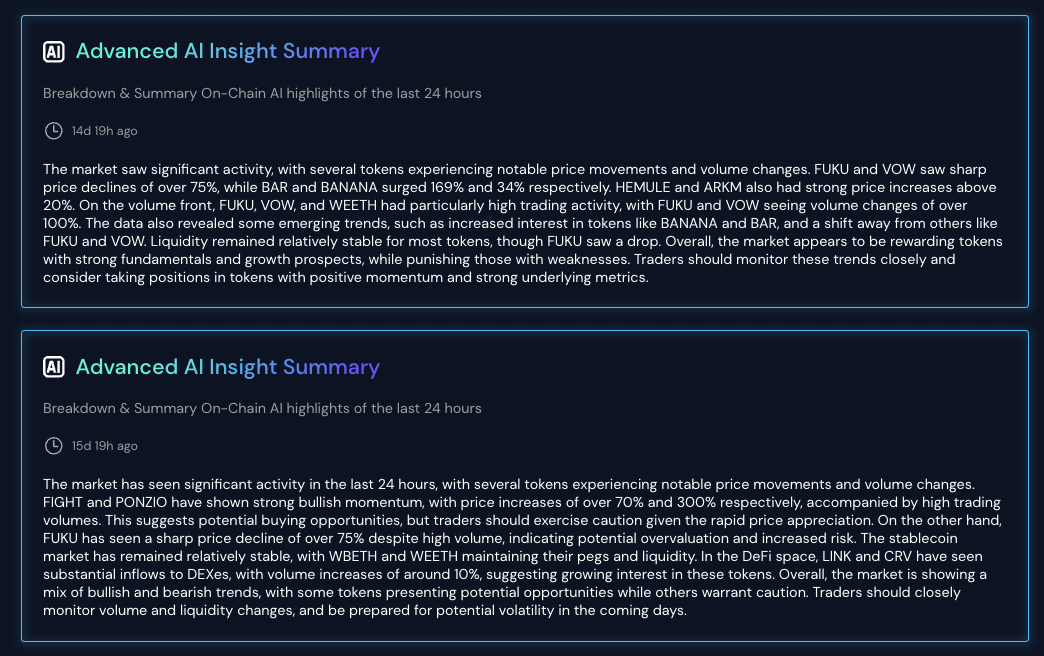 AI Advanced AI Insight Summary
Breakdown & Summary On-Chain AI highlights of the last 24 hours
14d 19h ago
The market saw significant activity, with several tokens experiencing notable price movements and volume changes. FUKU and VOW saw sharp
price declines of over 75%, while BAR and BANANA surged 169% and 34% respectively. HEMULE and ARKM also had strong price increases above
20%. On the volume front, FUKU, VOW, and WEETH had particularly high trading activity, with FUKU and VOW seeing volume changes of over
100%. The data also revealed some emerging trends, such as increased interest in tokens like BANANA and BAR, and a shift away from others like
FUKU and VOW. Liquidity remained relatively stable for most tokens, though FUKU saw a drop. Overall, the market appears to be rewarding tokens
with strong fundamentals and growth prospects, while punishing those with weaknesses. Traders should monitor these trends closely and
consider taking positions in tokens with positive momentum and strong underlying metrics.
AI Advanced AI Insight Summary
Breakdown & Summary On-Chain AI highlights of the last 24 hours
15d 19h ago
The market has seen significant activity in the last 24 hours, with several tokens experiencing notable price movements and volume changes.
FIGHT and PONZIO have shown strong bullish momentum, with price increases of over 70% and 300% respectively, accompanied by high trading
volumes. This suggests potential buying opportunities, but traders should exercise caution given the rapid price appreciation. On the other hand,
FUKU has seen a sharp price decline of over 75% despite high volume, indicating potential overvaluation and increased risk. The stablecoin
market has remained relatively stable, with WBETH and WEETH maintaining their pegs and liquidity. In the DeFi space, LINK and CRV have seen
substantial inflows to DEXes, with volume increases of around 10%, suggesting growing interest in these tokens. Overall, the market is showing a
mix of bullish and bearish trends, with some tokens presenting potential opportunities while others warrant caution. Traders should closely
monitor volume and liquidity changes, and be prepared for potential volatility in the coming days.